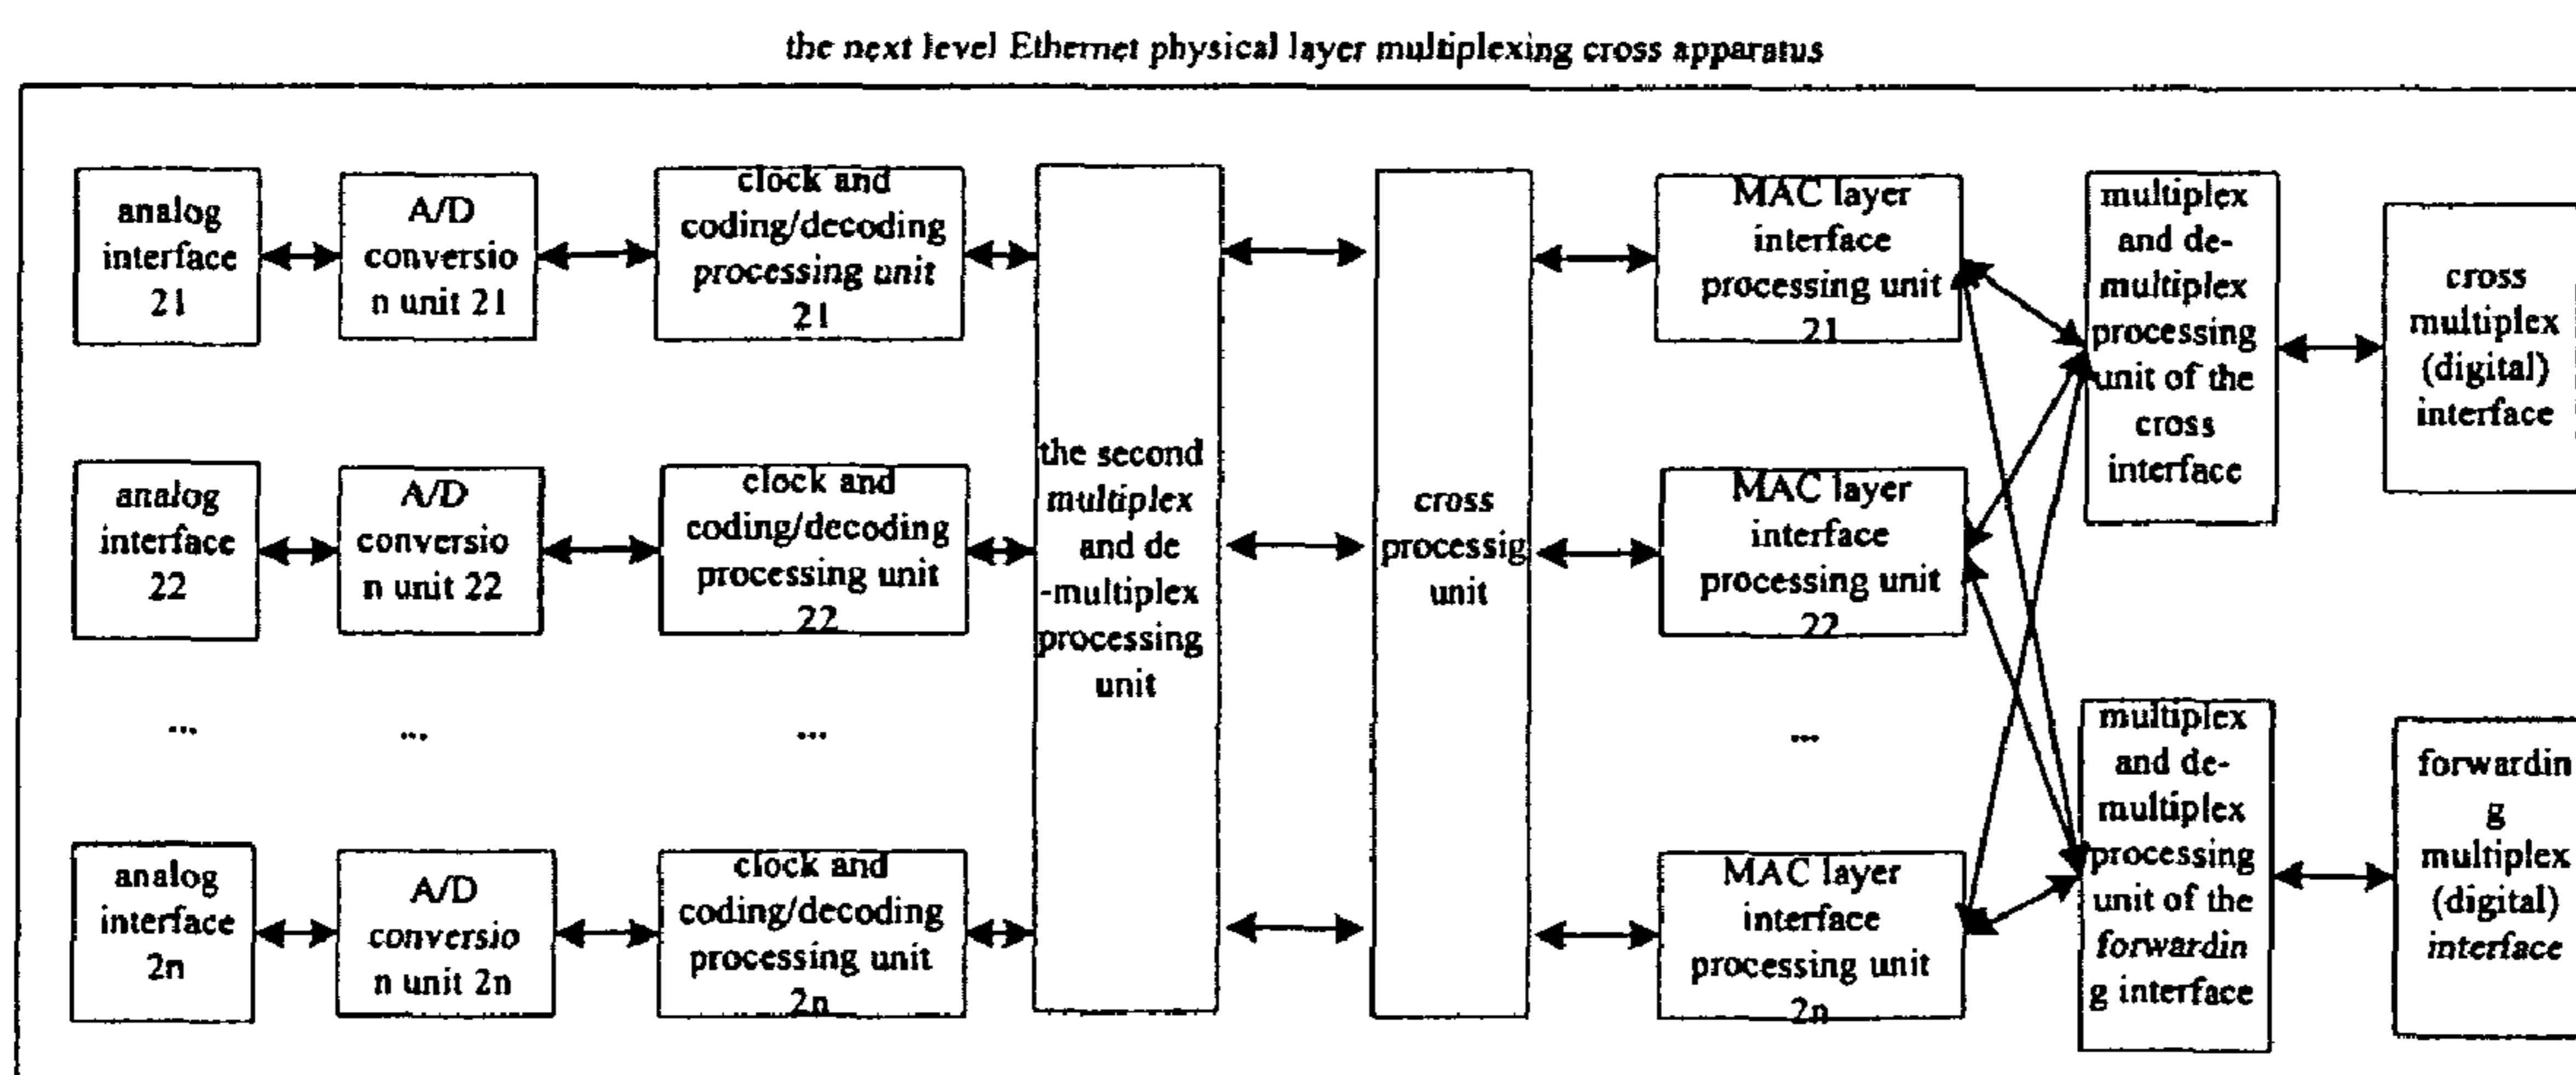 the next level Ethernet physical layer multiplexing cross apparatus
analog
interface
21
A/D
conversio
n unit 21
clock and
coding/decoding
processing unit
21
the second
multiplex
and de
-multiplex
processing
unit
cross
processig
unit
MAC layer
interface
processing unit
21
multiplex
and de-
multiplex
processing
unit of the
cross
interface
cross
multiplex
(digital)
interface
analog
interface
22
A/D
conversio
n unit 22
clock and
coding/decoding
processing unit
22
MAC layer
interface
processing unit
22
...
...
...
...
analog
interface
2n
A/D
conversio
n unit 2n
clock and
coding/decoding
processing unit
2n
MAC layer
interface
processing unit
2n
multiplex
and de-
multiplex
processing
unit of the
forwardin
g interface
forwardin
g
multiplex
(digital)
interface